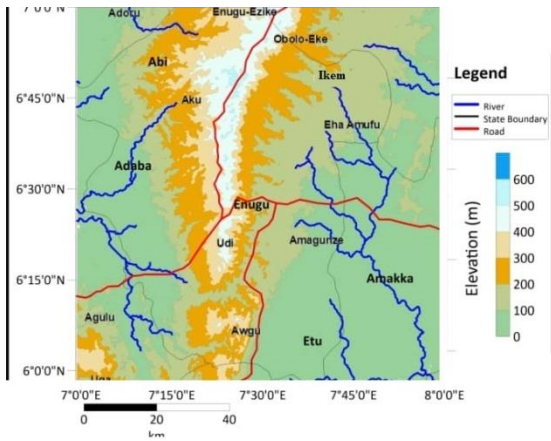 7°0'0"N
Adoru
Enugu-Ezike
Obolo-Eke
Abi
Ikem
6°45'0"N
Aku
Eha Amufu
Adaba
6°30'0"N
Enugu
Udi
Amagunze
6°15'0"N
Amakka
Agulu
Awgu
Etu
6°0'0"N
7°0'0"E
7°15'0"E
7°30'0"E
7°45'0"E
8°0'0"E
0 20 40
km
Legend
River
State Boundary
Road
Elevation (m)
600
500
400
300
200
100
0